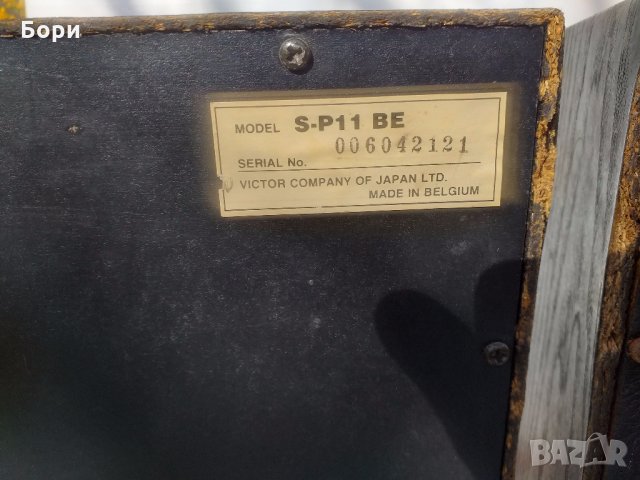 Бори
MODEL S-P11 BE
SERIAL No. 006042121
VICTOR COMPANY OF JAPAN LTD.
MADE IN BELGIUM
BAZAR